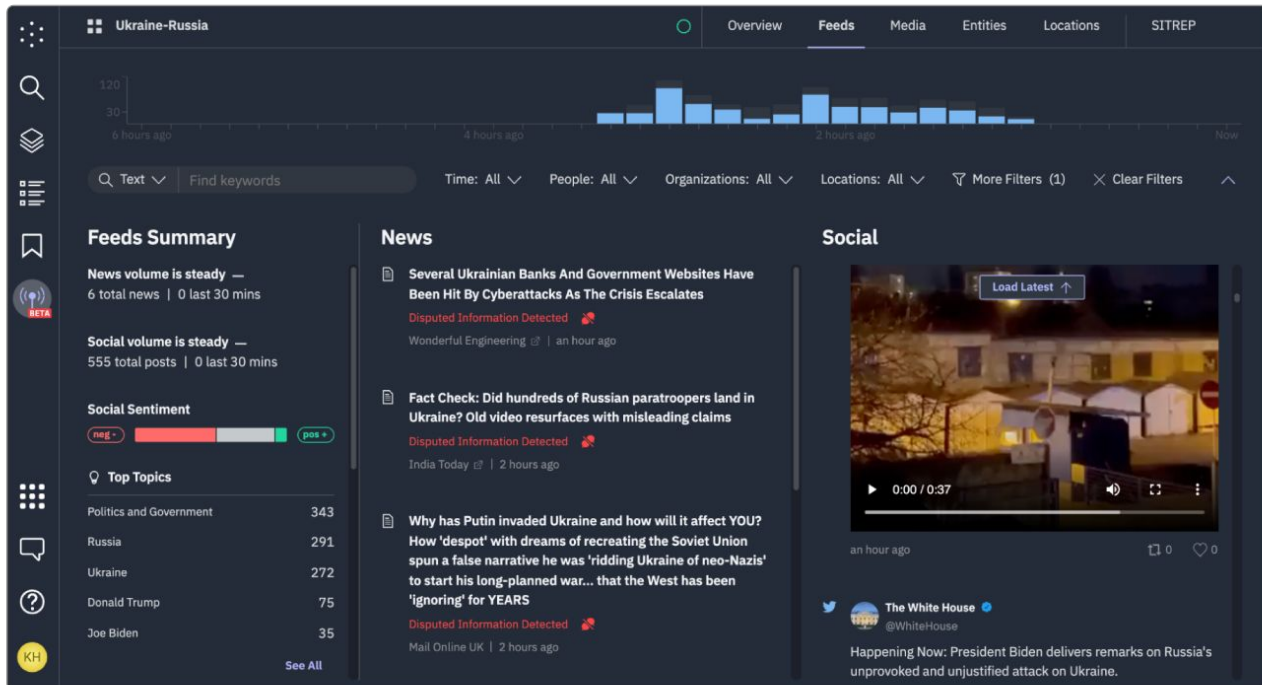 Ukraine-Russia
Overview
Feeds
Media
Entities
Locations
SITREP
120
30
6 hours ago
4 hours ago
2 hours ago
Now
Text
Find keywords
Time: All
People: All
Organizations: All
Locations: All
More Filters (1)
Clear Filters
BETA
Feeds Summary
News volume is steady —
6 total news | 0 last 30 mins
Social volume is steady —
555 total posts | 0 last 30 mins
Social Sentiment
neg -
pos +
Top Topics
Politics and Government 343
Russia 291
Ukraine 272
Donald Trump 75
Joe Biden 35
See All
KH
News
Several Ukrainian Banks And Government Websites Have
Been Hit By Cyberattacks As The Crisis Escalates
Disputed Information Detected
Wonderful Engineering | an hour ago
Fact Check: Did hundreds of Russian paratroopers land in
Ukraine? Old video resurfaces with misleading claims
Disputed Information Detected
India Today | 2 hours ago
Why has Putin invaded Ukraine and how will it affect YOU?
How 'despot' with dreams of recreating the Soviet Union
spun a false narrative he was 'ridding Ukraine of neo-Nazis'
to start his long-planned war... that the West has been
'ignoring' for YEARS
Disputed Information Detected
Mail Online UK | 2 hours ago
Social
Load Latest
0:00 / 0:37
an hour ago
0
0
The White House
@WhiteHouse
Happening Now: President Biden delivers remarks on Russia's
unprovoked and unjustified attack on Ukraine.